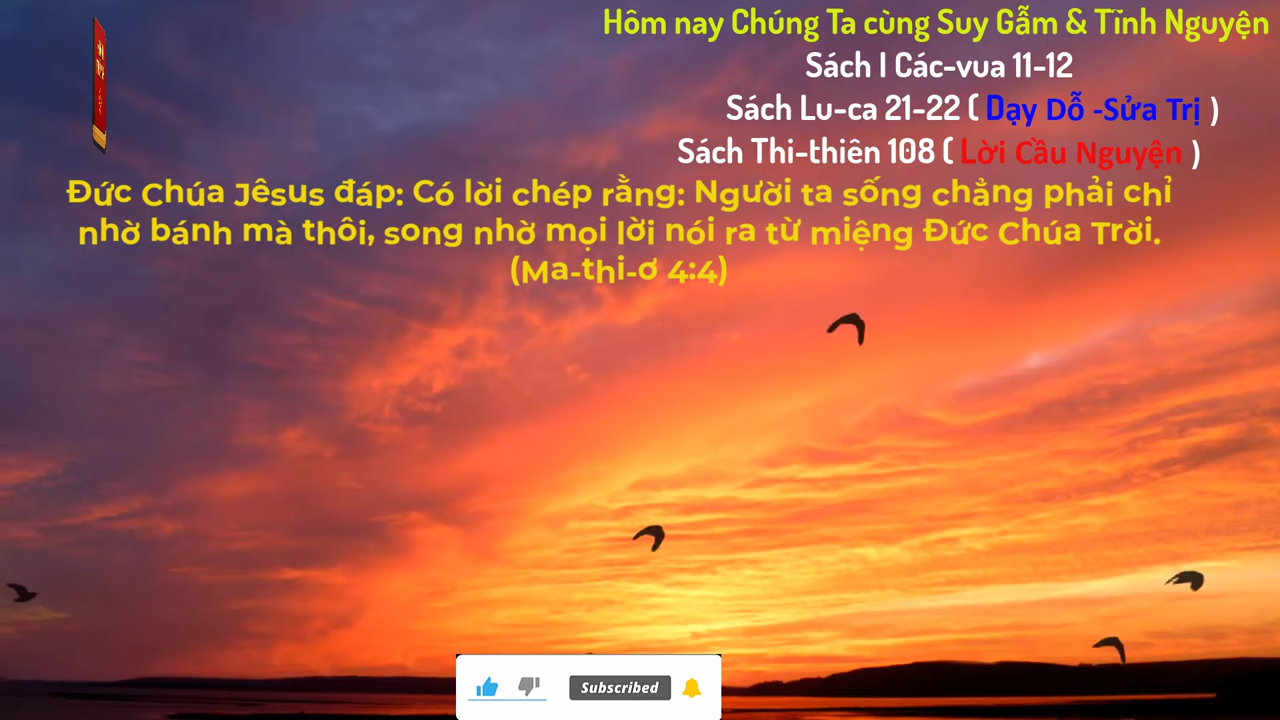 Hôm nay Chúng Ta cùng Suy Gẫm & Tĩnh Nguyện
Sách I Các-vua 11-12
Sách Lu-ca 21-22 ( Dạy Dỗ -Sửa Trị )
Sách Thi-thiên 108 ( Lời Cầu Nguyện )
Đức Chúa Jêsus đáp: Có lời chép rằng: Người ta sống chẳng phải chỉ
nhờ bánh mà thôi, song nhờ mọi lời nói ra từ miệng Đức Chúa Trời.
(Ma-thi-ơ 4:4)
Subscribed